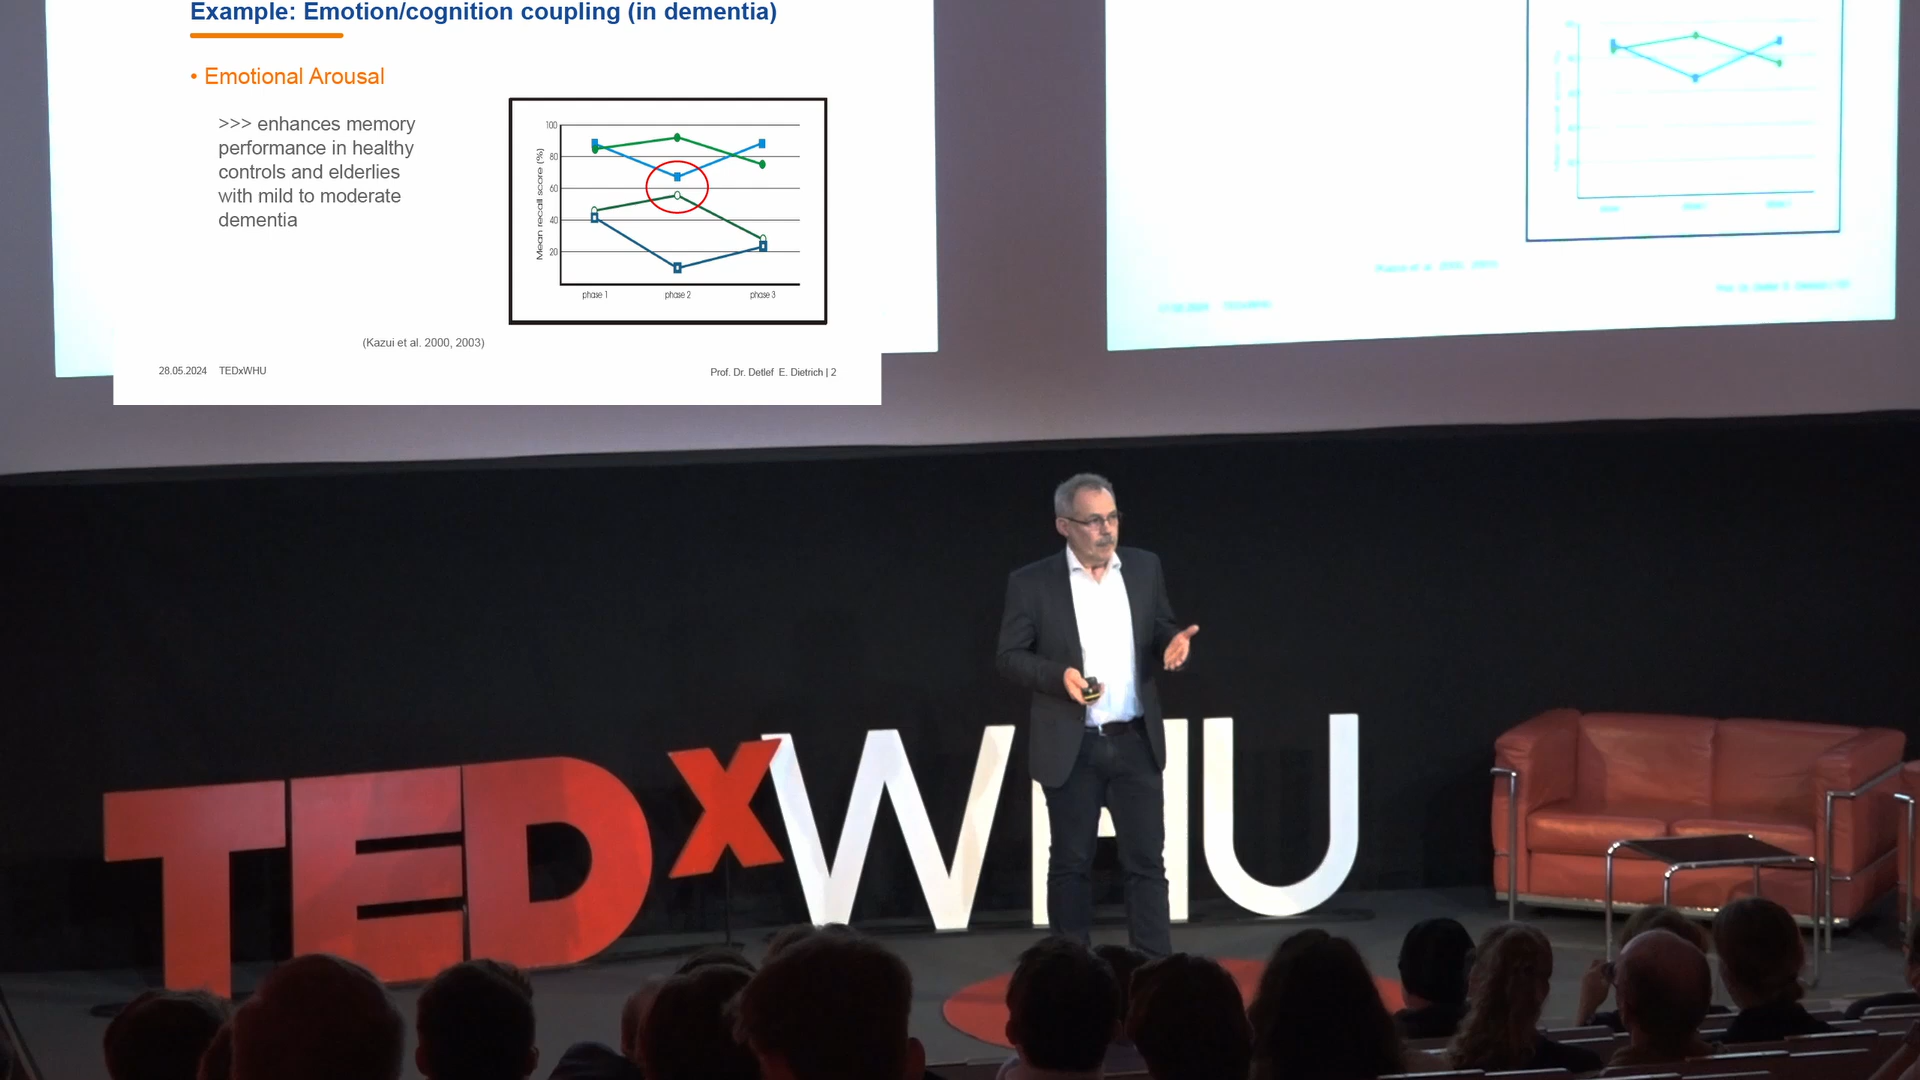 Example: Emotion/cognition coupling (in dementia)
• Emotional Arousal
>>> enhances memory
performance in healthy
controls and elderlies
with mild to moderate
dementia
Mean recall score (%)
100
80
60
40
20
phase 1 phase 2 phase 3
(Kazui et al. 2000, 2003)
28.05.2024 TEDxWHU
Prof. Dr. Detlef E. Dietrich | 2
TEDxWHU